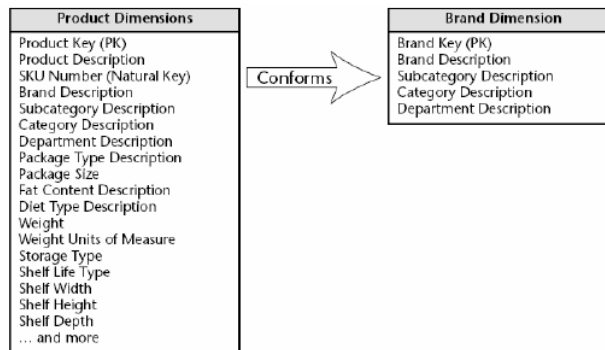 Product Dimensions
Product Key (PK)
Product Description
SKU Number (Natural Key)
Brand Description
Subcategory Description
Category Description
Department Description
Package Type Description
Package Size
Fat Content Description
Diet Type Description
Weight
Weight Units of Measure
Storage Type
Shelf Life Type
Shelf Width
Shelf Height
Shelf Depth
... and more
Conforms
Brand Dimension
Brand Key (PK)
Brand Description
Subcategory Description
Category Description
Department Description